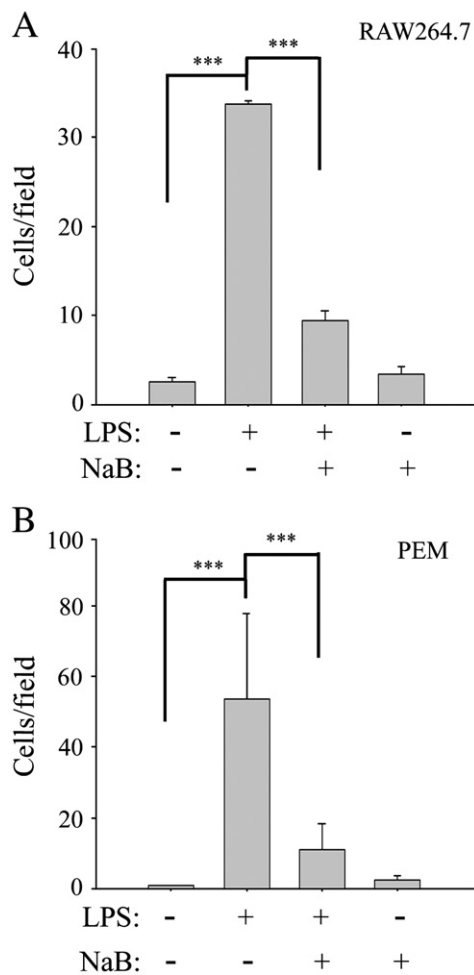 A
RAW264.7
40
30
20
10
0
Cells/field
*** ***
LPS: - + + -
NaB: - - + +
B
PEM
100
80
60
40
20
0
Cells/field
*** ***
LPS: - + + -
NaB: - - + +